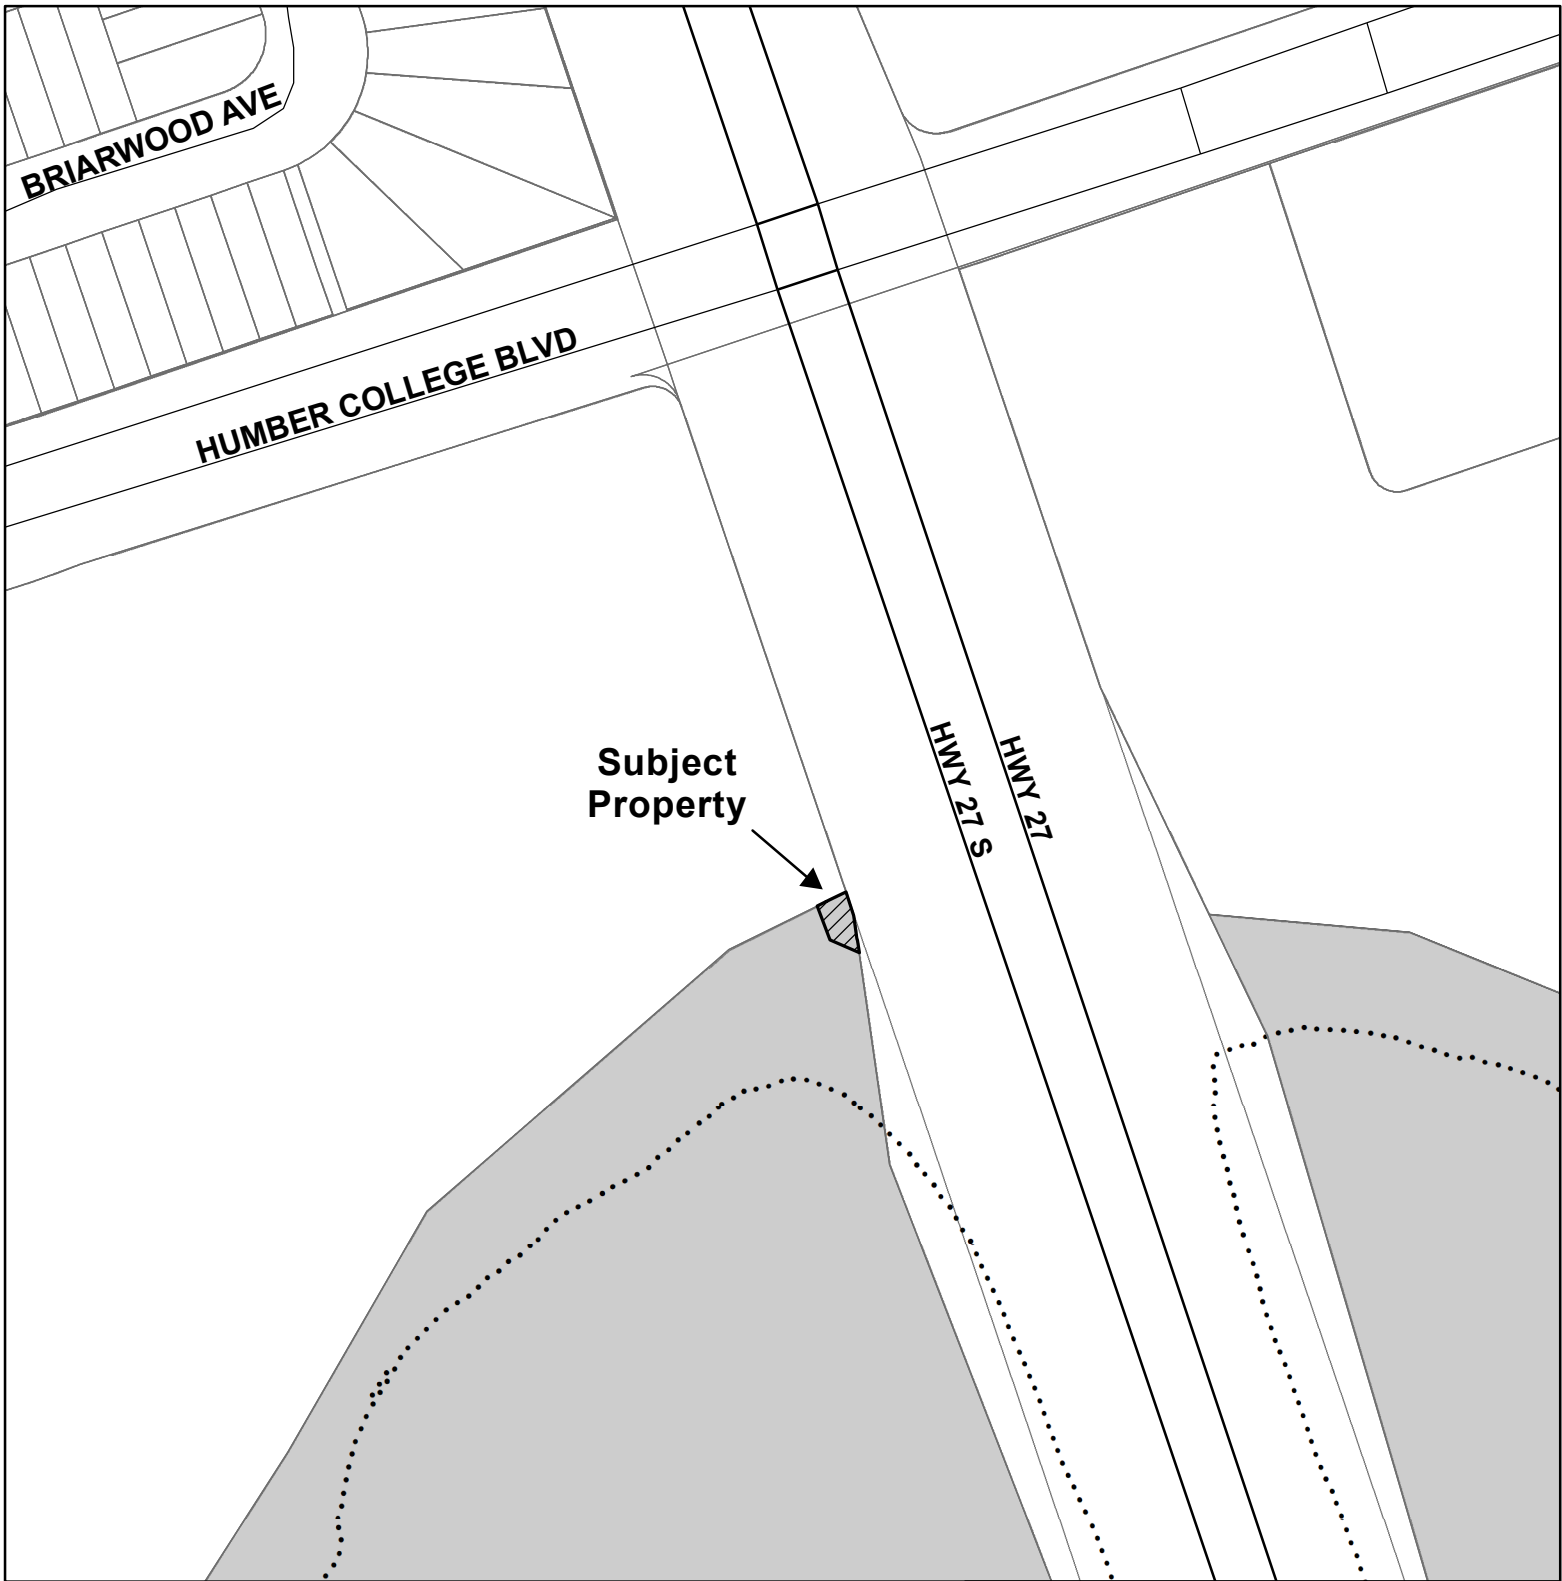 BRIARWOOD AVE
HUMBER COLLEGE BLVD
Subject
Property
HWY 27 S
HWY 27